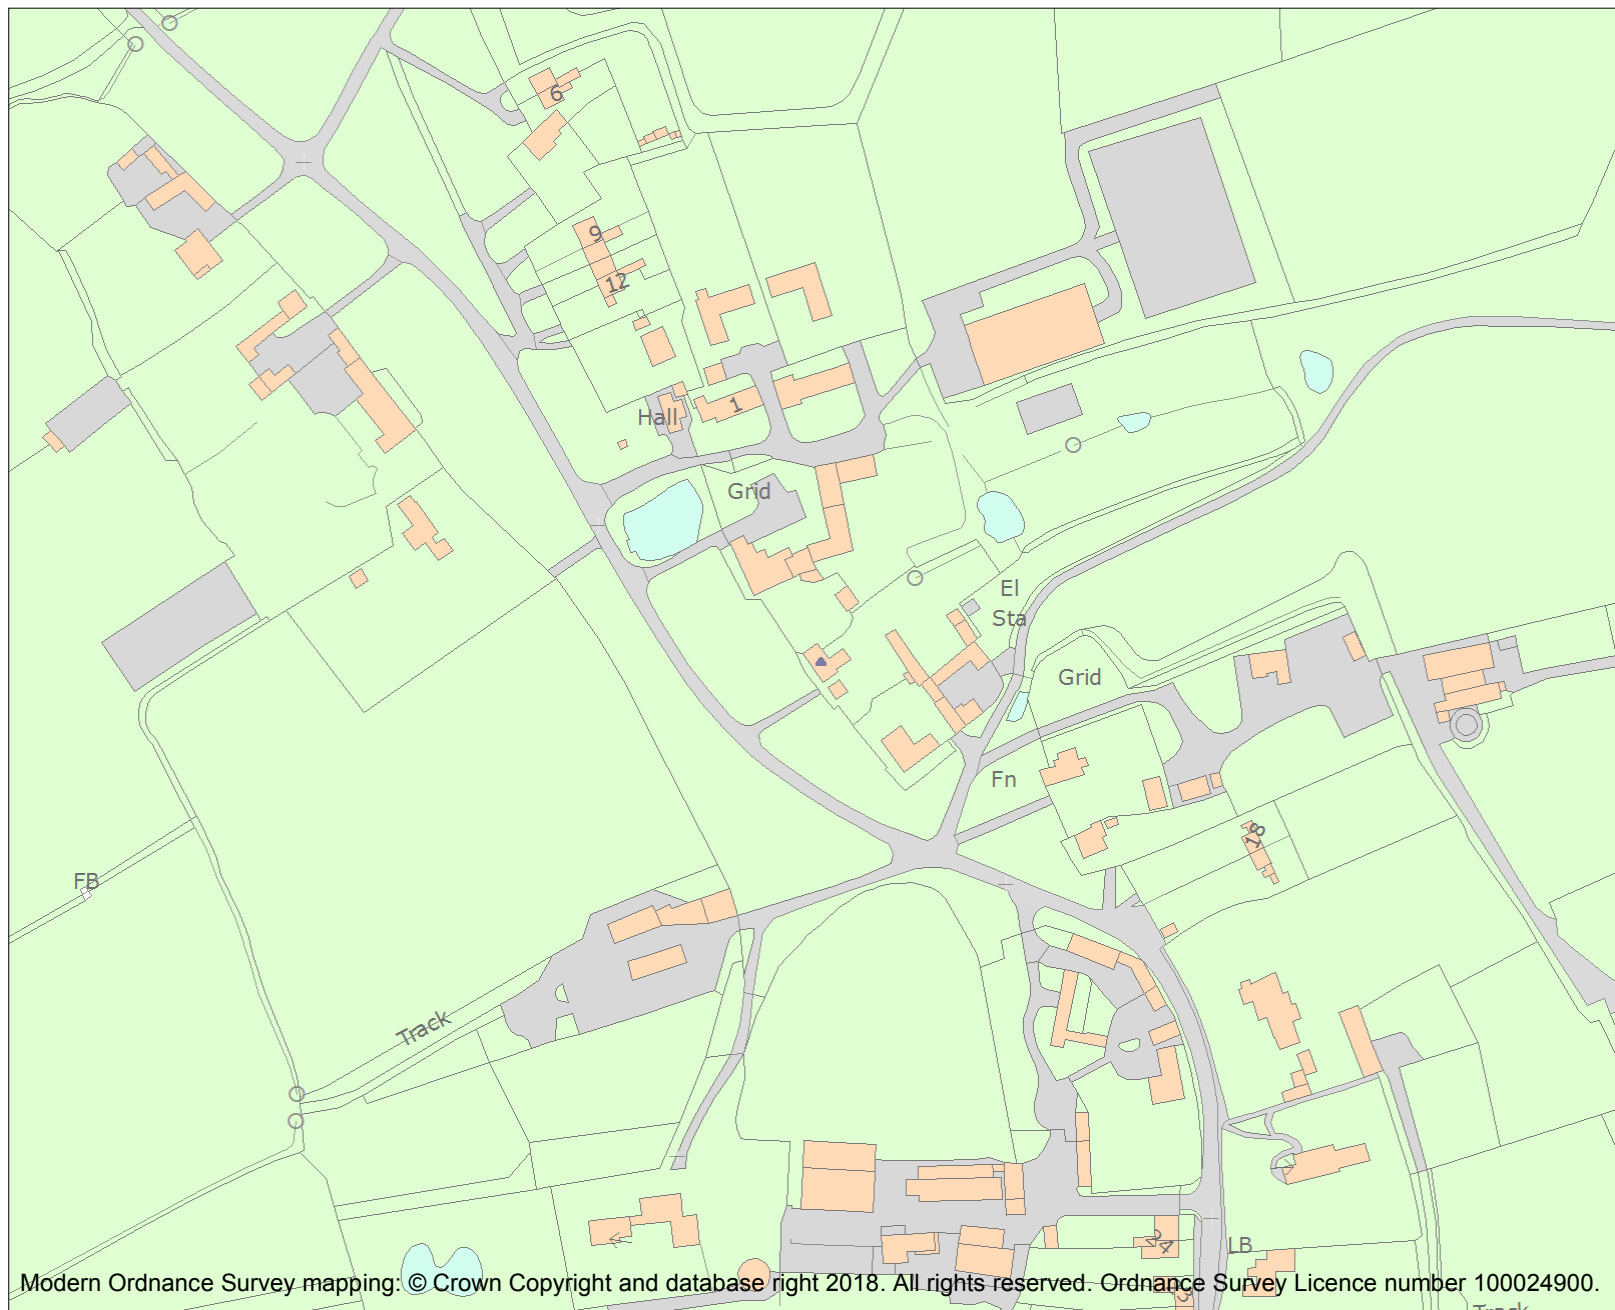 6
9
12
1
Hall
Grid
El
Sta
Grid
Fn
18
FB
Track
24
LB
Modern Ordnance Survey mapping: © Crown Copyright and database right 2018. All rights reserved. Ordnance Survey Licence number 100024900.
Track